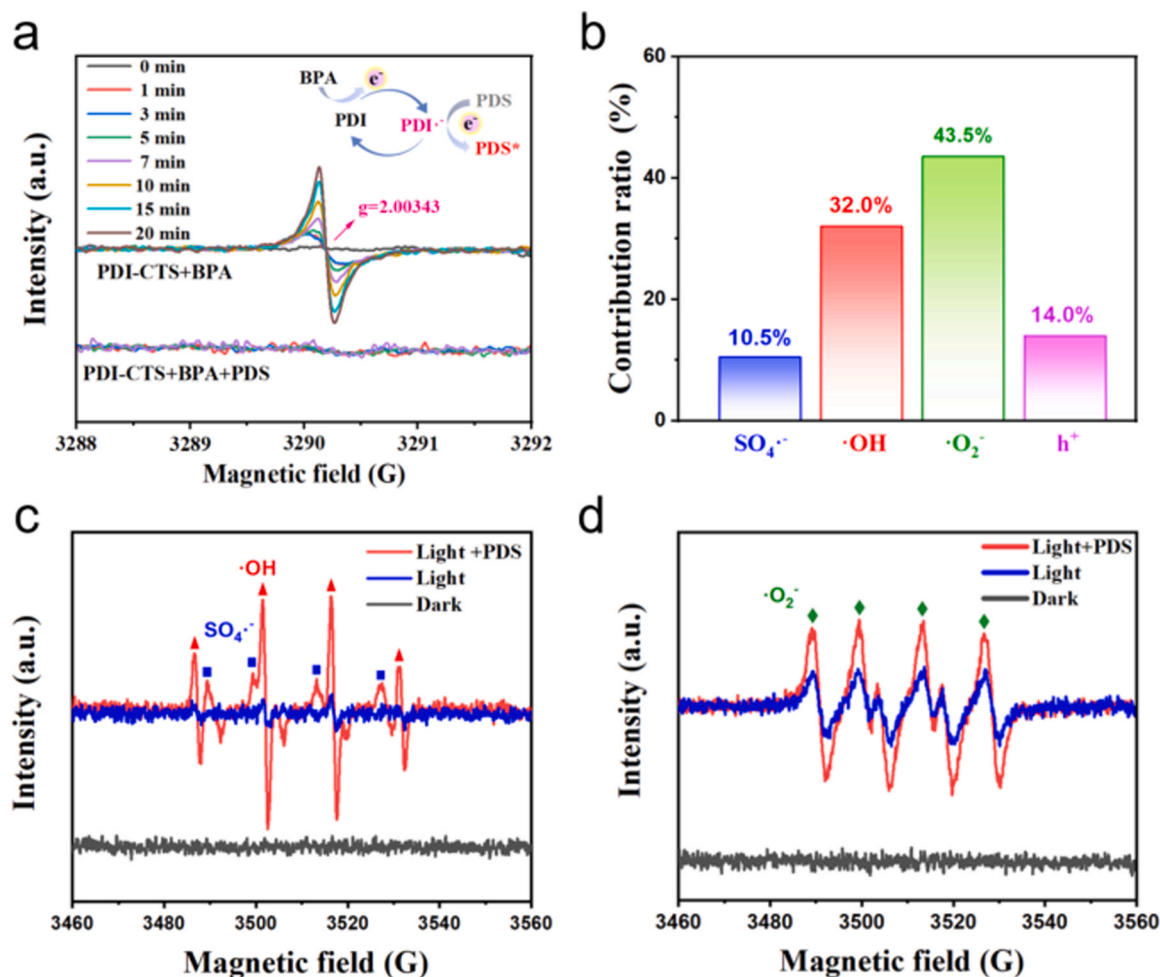 a
0 min
1 min
3 min
5 min
7 min
10 min
15 min
20 min
BPA
e⁻
PDI
PDI·⁻
PDS
e⁻
PDS*
g=2.00343
PDI-CTS+BPA
PDI-CTS+BPA+PDS
Intensity (a.u.)
3288 3289 3290 3291 3292
Magnetic field (G)
b
Contribution ratio (%)
60
40
20
0
10.5%
32.0%
43.5%
14.0%
SO₄·⁻ ·OH ·O₂⁻ h⁺
c
Light +PDS
Light
Dark
·OH
SO₄·⁻
Intensity (a.u.)
3460 3480 3500 3520 3540 3560
Magnetic field (G)
d
Light+PDS
Light
Dark
·O₂⁻
Intensity (a.u.)
3460 3480 3500 3520 3540 3560
Magnetic field (G)